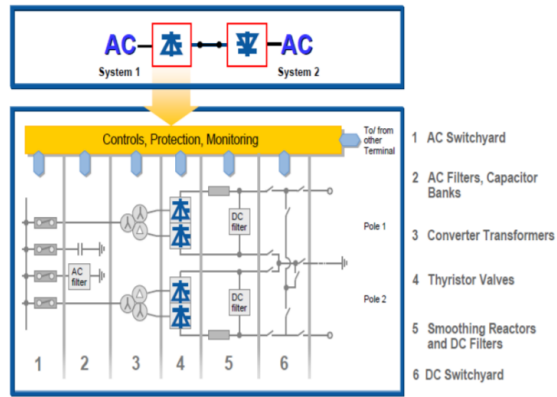 AC
AC
System 1
System 2
Controls, Protection, Monitoring
To/ from
other
Terminal
DC
filter
Pole 1
AC
filter
DC
filter
Pole 2
1
2
3
4
5
6
1 AC Switchyard
2 AC Filters, Capacitor
Banks
3 Converter Transformers
4 Thyristor Valves
5 Smoothing Reactors
and DC Filters
6 DC Switchyard